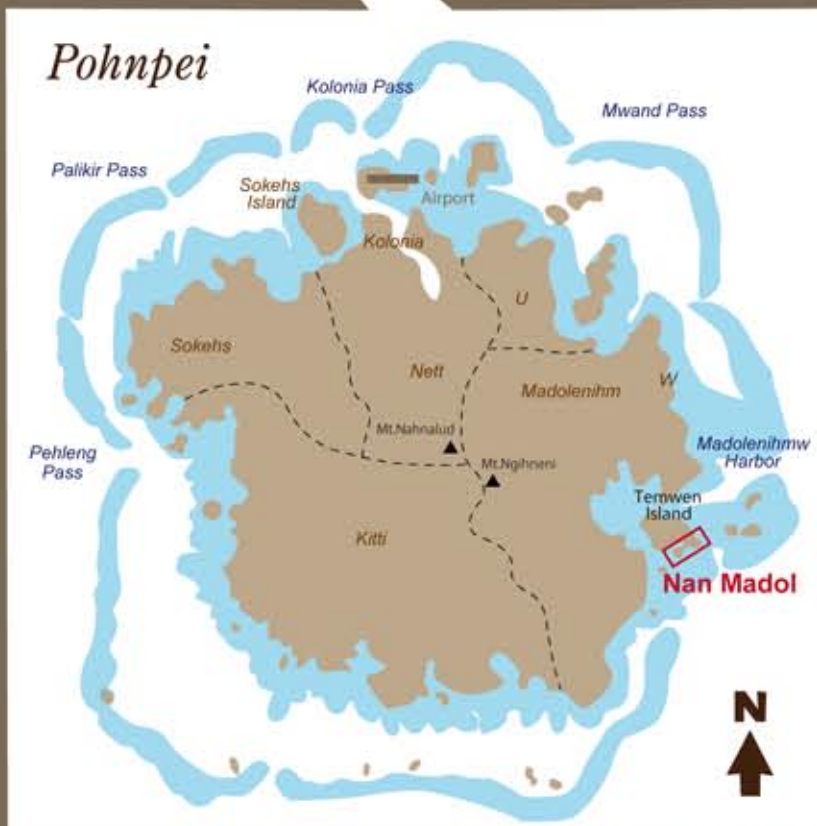 Pohnpei
Kolonia Pass
Mwand Pass
Palikir Pass
Sokehs
Island
Airport
Kolonia
U
Sokehs
Nett
Madolenihm
W
Mt.Nahnalud
Mt.Ngihneni
Pehleng
Pass
Madolenihmw
Harbor
Temwen
Island
Kitti
Nan Madol
N